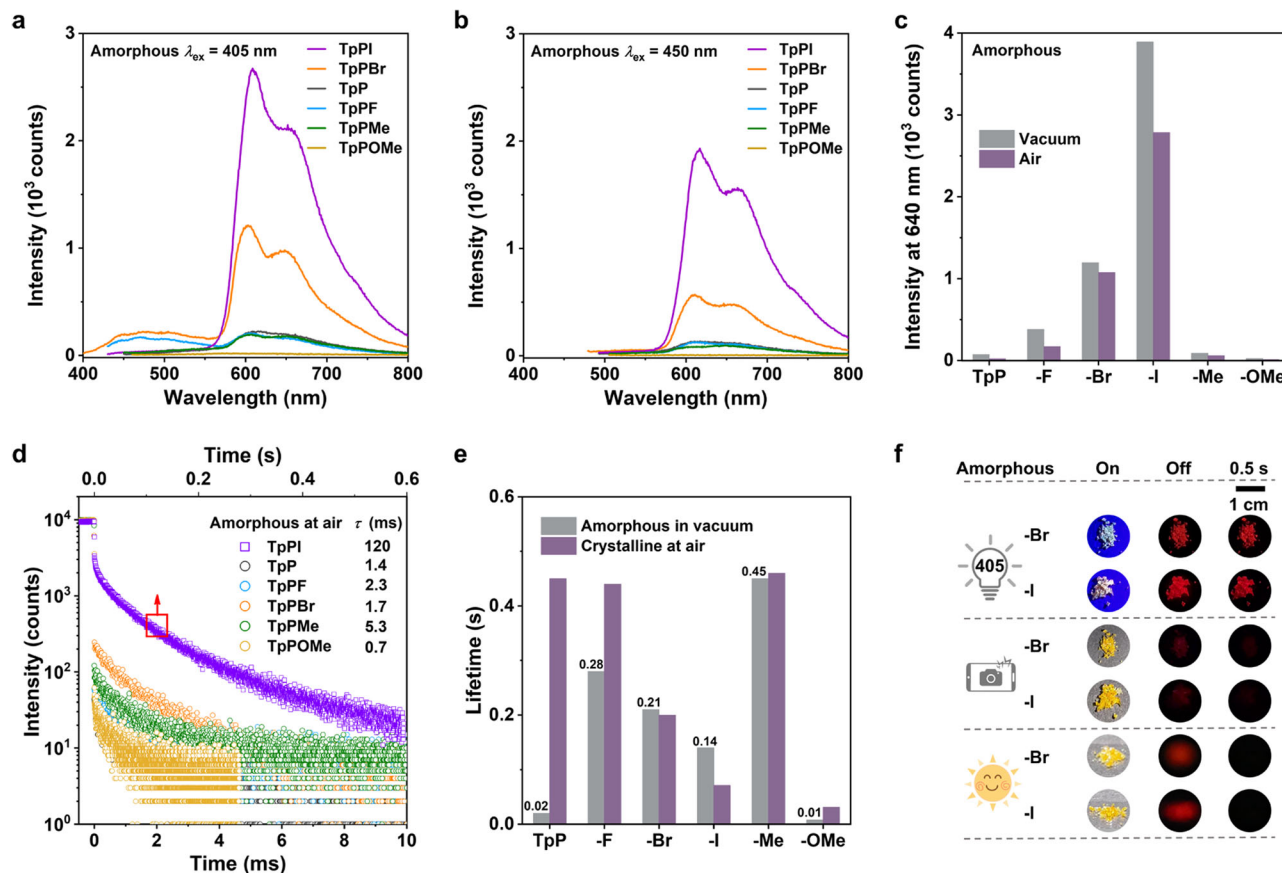 a
3
Amorphous λex = 405 nm
TpPI
TpPBr
TpP
TpPF
TpPMe
TpPOMe
2
1
0
Intensity (10³ counts)
400 500 600 700 800
Wavelength (nm)
b
3
Amorphous λex = 450 nm
TpPI
TpPBr
TpP
TpPF
TpPMe
TpPOMe
2
1
0
Intensity (10³ counts)
400 500 600 700 800
Wavelength (nm)
c
4
Amorphous
Vacuum
Air
3
2
1
0
Intensity at 640 nm (10³ counts)
TpP -F -Br -I -Me -OMe
d
Time (s)
0.0 0.2 0.4 0.6
10⁴
10³
10²
10¹
10⁰
Intensity (counts)
Amorphous at air τ (ms)
TpPI 120
TpP 1.4
TpPF 2.3
TpPBr 1.7
TpPMe 5.3
TpPOMe 0.7
0 2 4 6 8 10
Time (ms)
e
0.6
0.4
0.2
0.0
Lifetime (s)
Amorphous in vacuum
Crystalline at air
0.02
0.28
0.21
0.14
0.45
0.01
TpP -F -Br -I -Me -OMe
f
Amorphous On Off 0.5 s
1 cm
405
-Br
-I
-Br
-I
-Br
-I